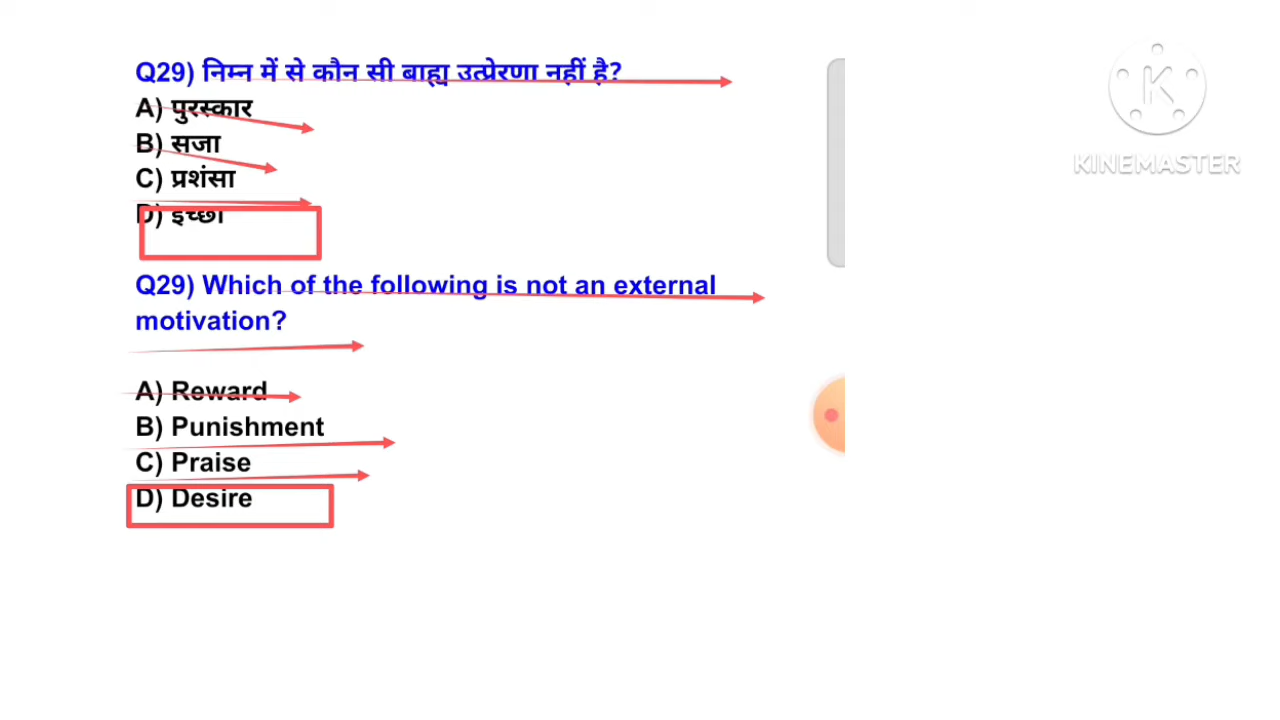 Q29) निम्न में से कौन सी बाह्य उत्प्रेरणा नहीं है?
A) पुरस्कार
B) सजा
C) प्रशंसा
D) इच्छा
Q29) Which of the following is not an external
motivation?
A) Reward
B) Punishment
C) Praise
D) Desire
K
KINEMASTER